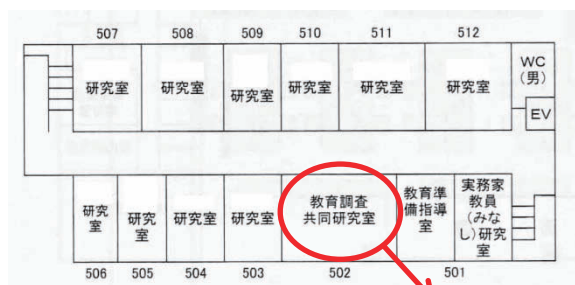 507 508 509 510 511 512
研究室 研究室 研究室 研究室 研究室 研究室
WC
(男)
EV
研究
室
研究
室
研究室
研究室
教育調査
共同研究室
教育準
備指導
室
実務家
教員
(みな
し)研究
室
506 505 504 503 502 501